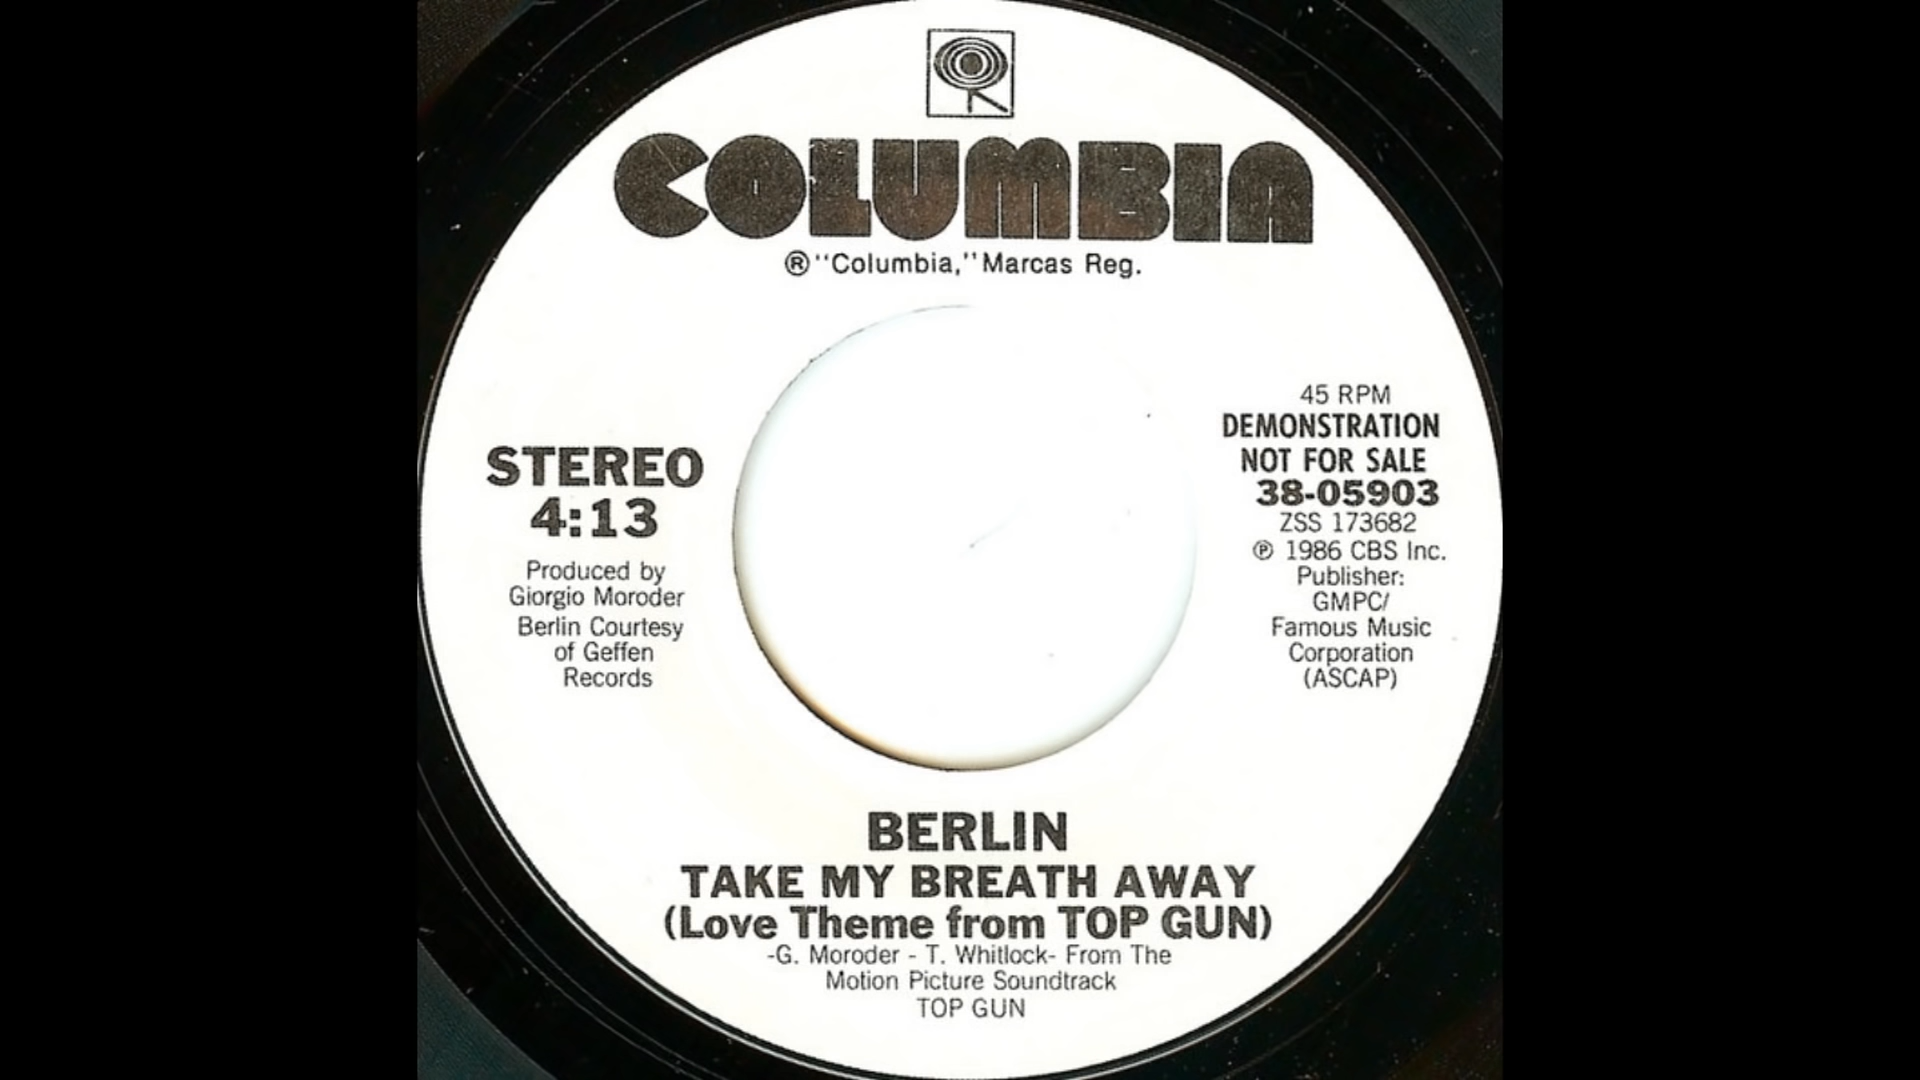 COLUMBIA
® "Columbia," Marcas Reg.
STEREO
4:13
Produced by
Giorgio Moroder
Berlin Courtesy
of Geffen
Records
45 RPM
DEMONSTRATION
NOT FOR SALE
38-05903
ZSS 173682
℗ 1986 CBS Inc.
Publisher:
GMPC/
Famous Music
Corporation
(ASCAP)
BERLIN
TAKE MY BREATH AWAY
(Love Theme from TOP GUN)
-G. Moroder - T. Whitlock- From The
Motion Picture Soundtrack
TOP GUN